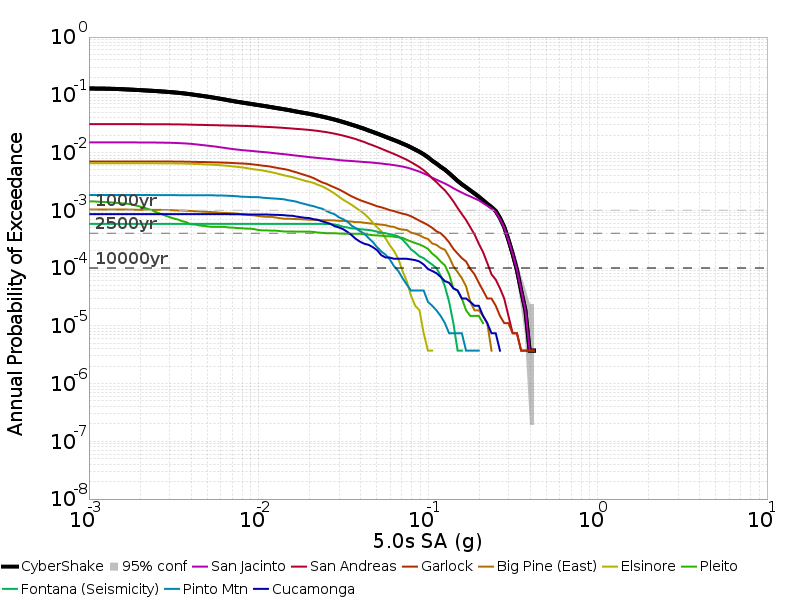 10^0
10^-1
10^-2
10^-3
10^-4
10^-5
10^-6
10^-7
10^-8
Annual Probability of Exceedance
1000yr
2500yr
10000yr
10^-3 10^-2 10^-1 10^0 10^1
5.0s SA (g)
CyberShake 95% conf San Jacinto San Andreas Garlock Big Pine (East) Elsinore Pleito
Fontana (Seismicity) Pinto Mtn Cucamonga